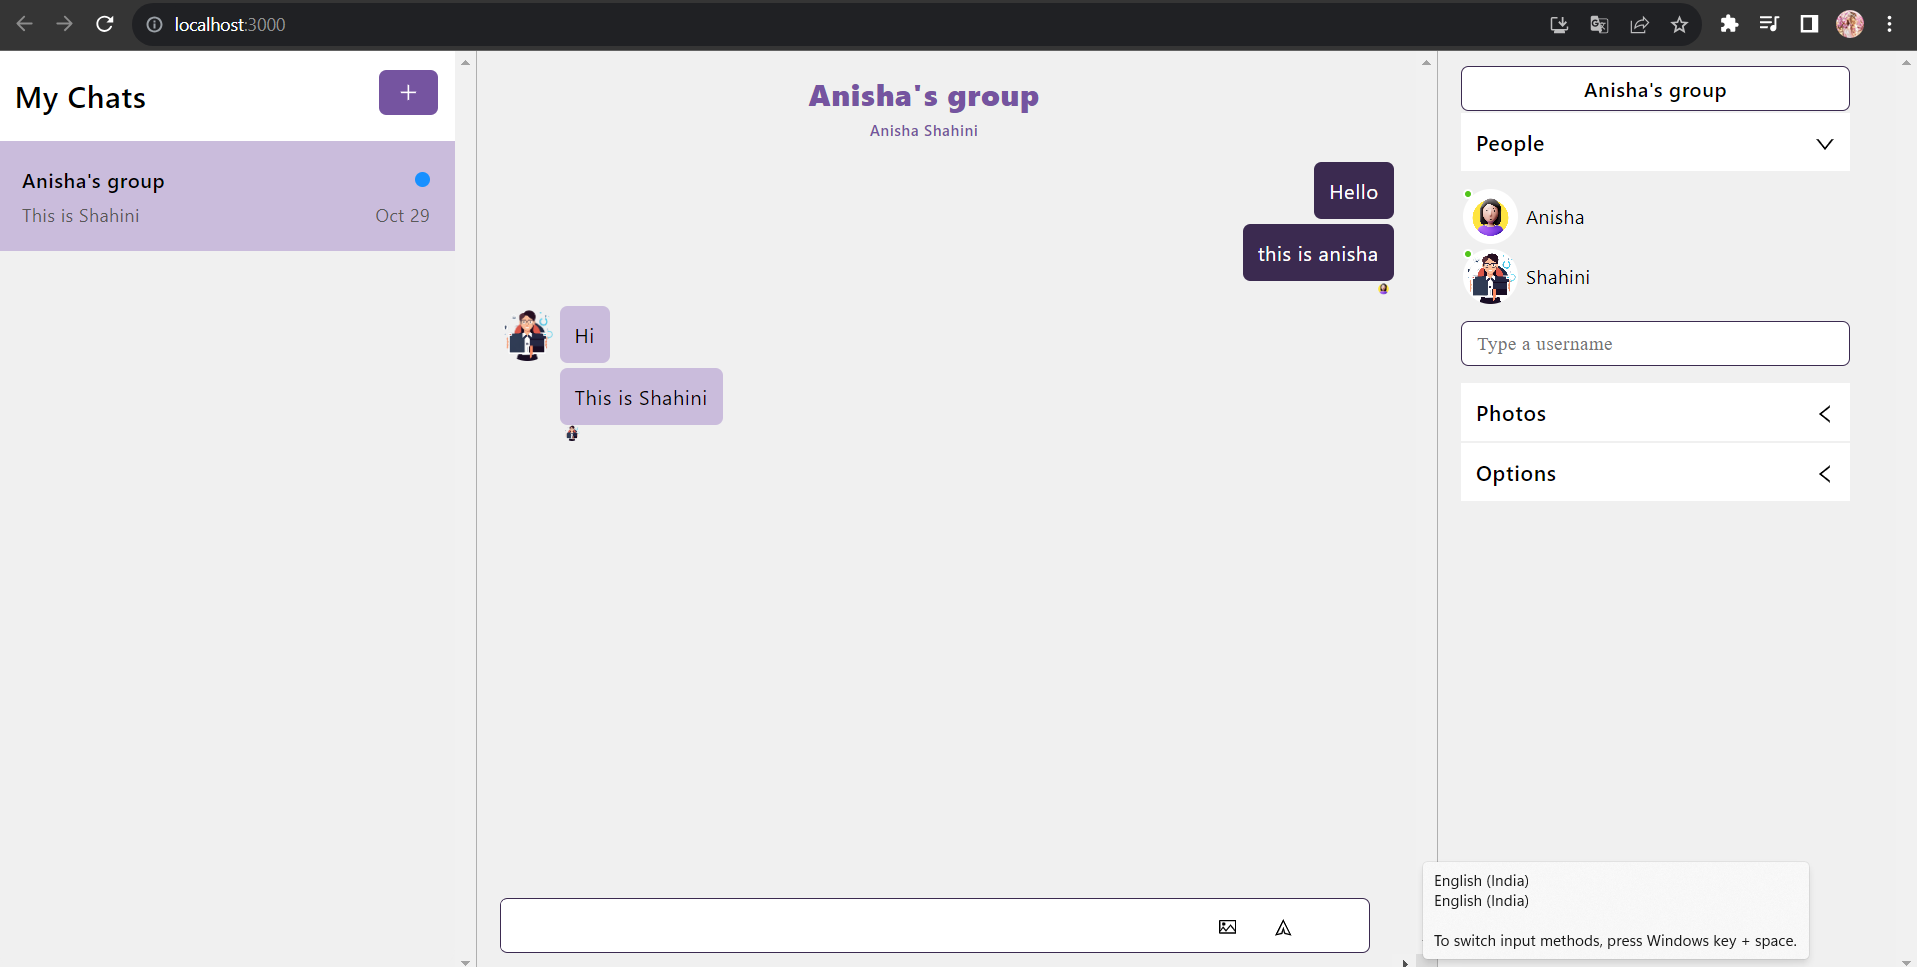 localhost:3000
My Chats
+
Anisha's group
This is Shahini
Oct 29
Anisha's group
Anisha Shahini
Hello
this is anisha
Hi
This is Shahini
Anisha's group
People
Anisha
Shahini
Type a username
Photos
Options
English (India)
English (India)
To switch input methods, press Windows key + space.